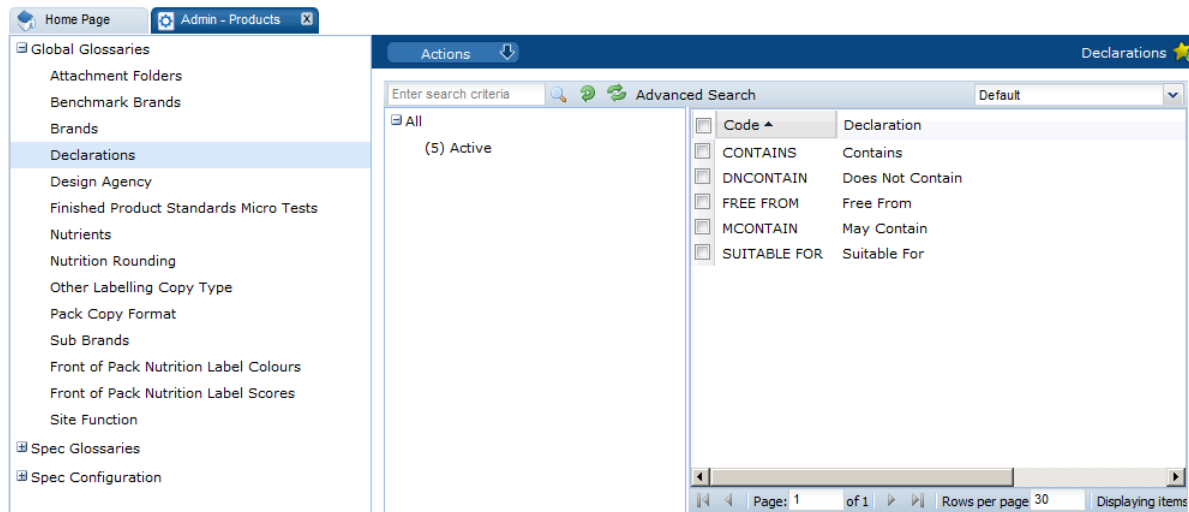 Home Page
Admin - Products
X
Global Glossaries
Attachment Folders
Benchmark Brands
Brands
Declarations
Design Agency
Finished Product Standards Micro Tests
Nutrients
Nutrition Rounding
Other Labelling Copy Type
Pack Copy Format
Sub Brands
Front of Pack Nutrition Label Colours
Front of Pack Nutrition Label Scores
Site Function
Spec Glossaries
Spec Configuration
Actions
Declarations
Enter search criteria
Advanced Search
Default
All
(5) Active
Code Declaration
CONTAINS Contains
DNCONTAIN Does Not Contain
FREE FROM Free From
MCONTAIN May Contain
SUITABLE FOR Suitable For
Page: 1 of 1 Rows per page 30 Displaying items